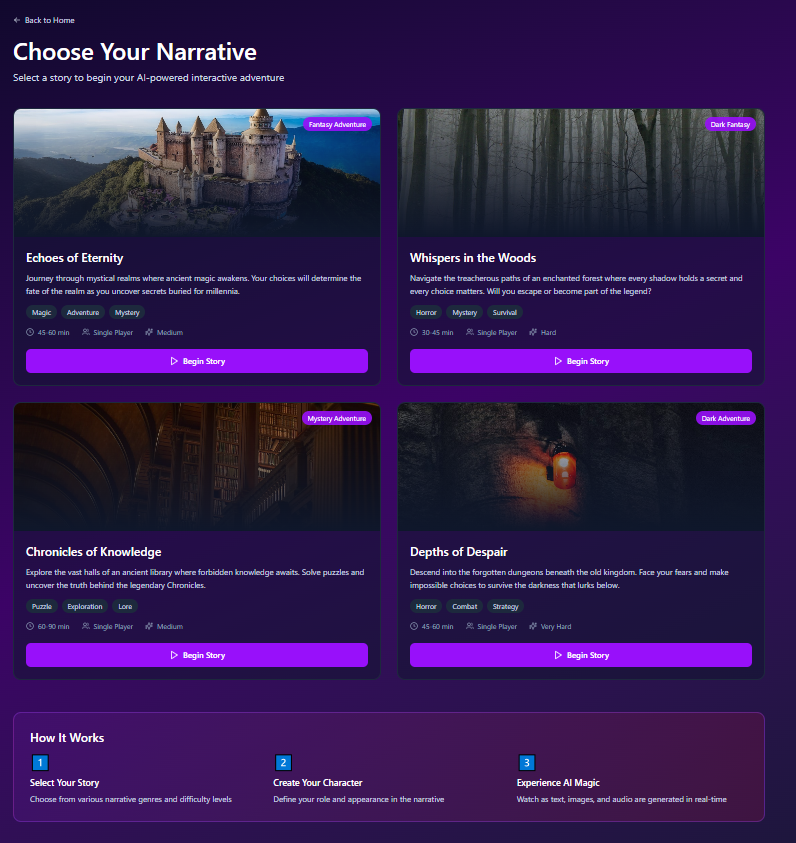 ← Back to Home
Choose Your Narrative
Select a story to begin your AI-powered interactive adventure
Fantasy Adventure
Echoes of Eternity
Journey through mystical realms where ancient magic awakens. Your choices will determine the
fate of the realm as you uncover secrets buried for millennia.
Magic Adventure Mystery
45-60 min Single Player Medium
Begin Story
Dark Fantasy
Whispers in the Woods
Navigate the treacherous paths of an enchanted forest where every shadow holds a secret and
every choice matters. Will you escape or become part of the legend?
Horror Mystery Survival
30-45 min Single Player Hard
Begin Story
Mystery Adventure
Chronicles of Knowledge
Explore the vast halls of an ancient library where forbidden knowledge awaits. Solve puzzles and
uncover the truth behind the legendary Chronicles.
Puzzle Exploration Lore
60-90 min Single Player Medium
Begin Story
Dark Adventure
Depths of Despair
Descend into the forgotten dungeons beneath the old kingdom. Face your fears and make
impossible choices to survive the darkness that lurks below.
Horror Combat Strategy
45-60 min Single Player Very Hard
Begin Story
How It Works
1
Select Your Story
Choose from various narrative genres and difficulty levels
2
Create Your Character
Define your role and appearance in the narrative
3
Experience AI Magic
Watch as text, images, and audio are generated in real-time